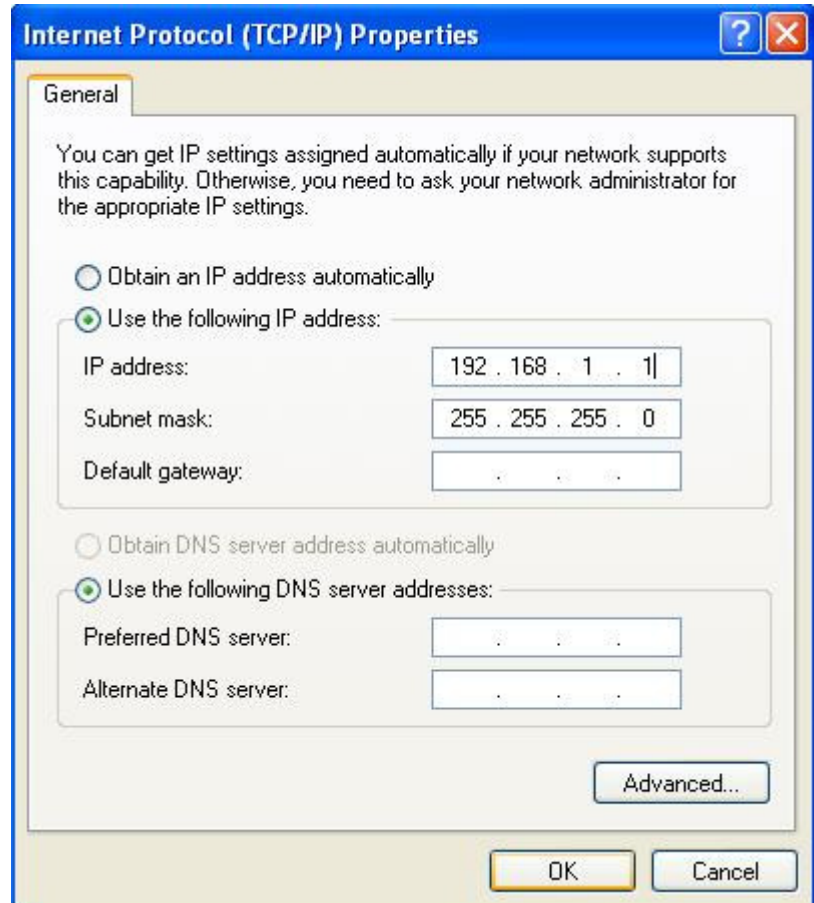 Internet Protocol (TCP/IP) Properties
General
You can get IP settings assigned automatically if your network supports
this capability. Otherwise, you need to ask your network administrator for
the appropriate IP settings.
Obtain an IP address automatically
Use the following IP address:
IP address: 192 . 168 . 1 . 1
Subnet mask: 255 . 255 . 255 . 0
Default gateway: . . .
Obtain DNS server address automatically
Use the following DNS server addresses:
Preferred DNS server: . . .
Alternate DNS server: . . .
Advanced...
OK Cancel